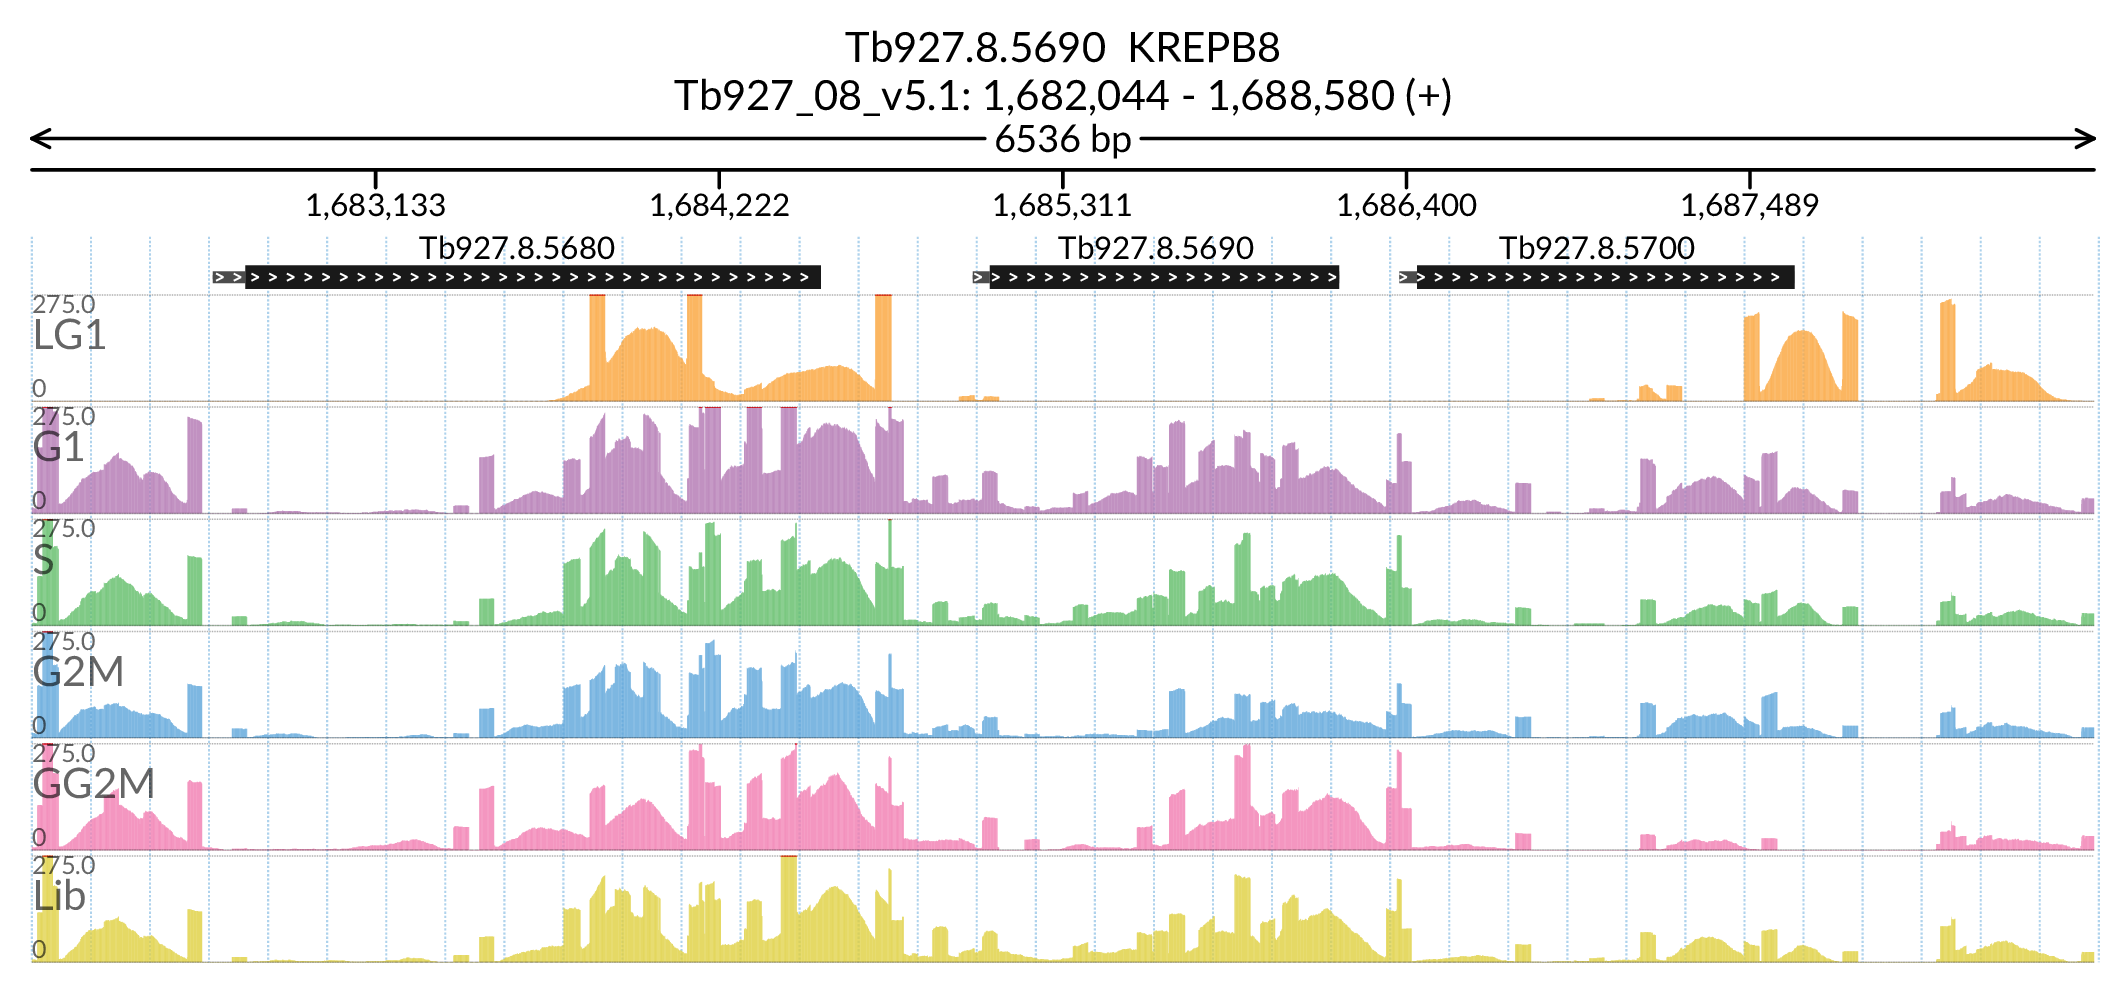 Tb927.8.5690 KREPB8
Tb927_08_v5.1: 1,682,044 - 1,688,580 (+)
6536 bp
1,683,133 1,684,222 1,685,311 1,686,400 1,687,489
Tb927.8.5680 Tb927.8.5690 Tb927.8.5700
275.0
LG1
0
275.0
G1
0
275.0
S
0
275.0
G2M
0
275.0
GG2M
0
275.0
Lib
0